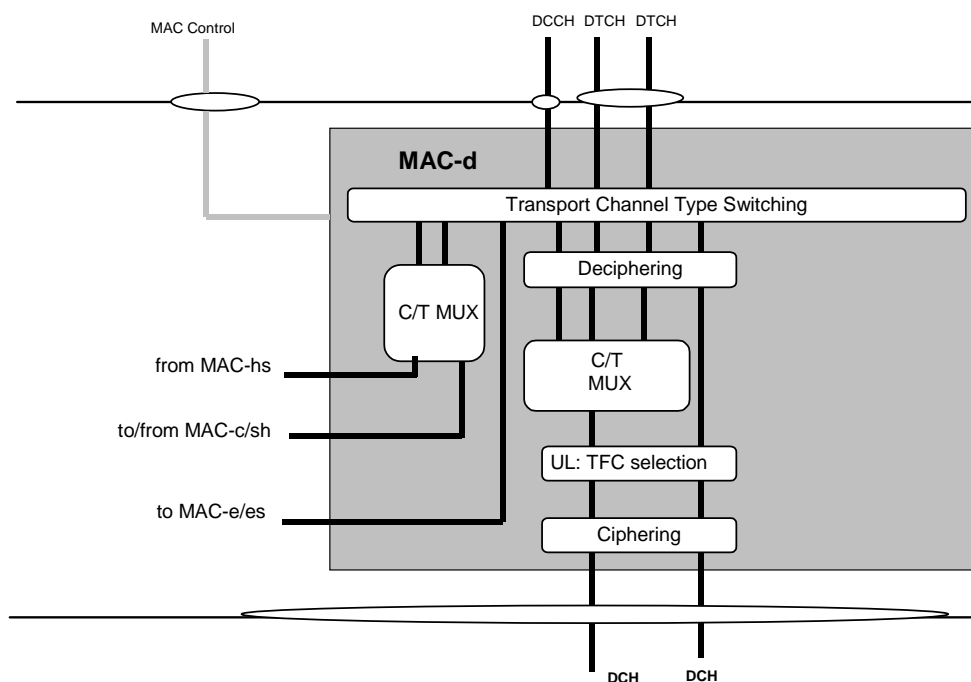 MAC Control
DCCH DTCH DTCH
MAC-d
Transport Channel Type Switching
Deciphering
C/T MUX
from MAC-hs
C/T
MUX
to/from MAC-c/sh
UL: TFC selection
to MAC-e/es
Ciphering
DCH
DCH